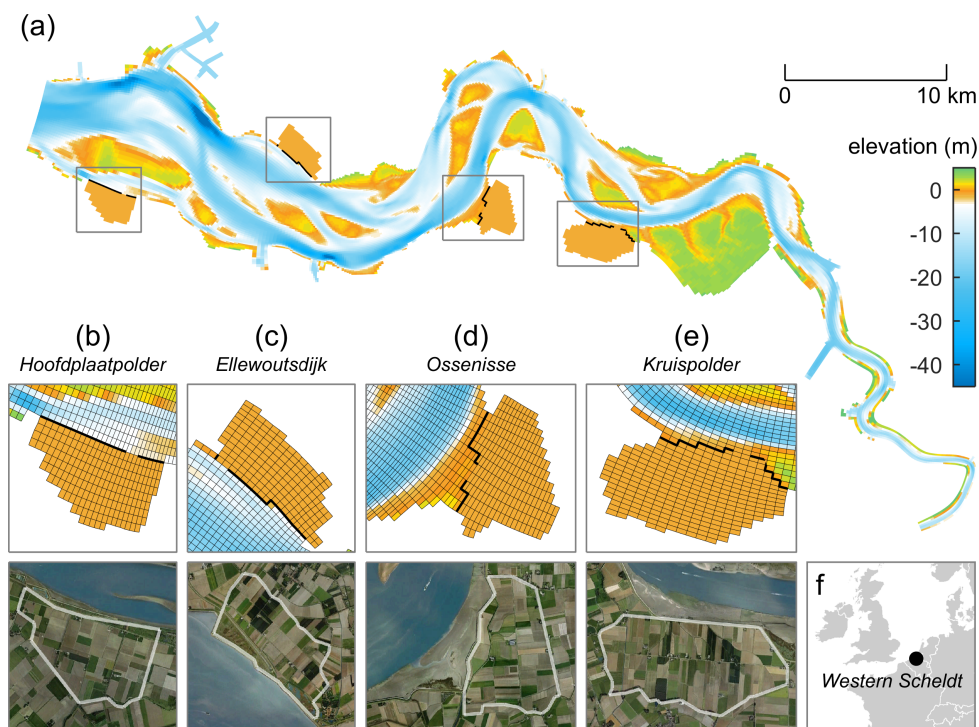 (a)
0
10 km
elevation (m)
0
-10
-20
-30
-40
(b)
Hoofdplaatpolder
(c)
Ellewoutsdijk
(d)
Ossenisse
(e)
Kruispolder
f
Western Scheldt